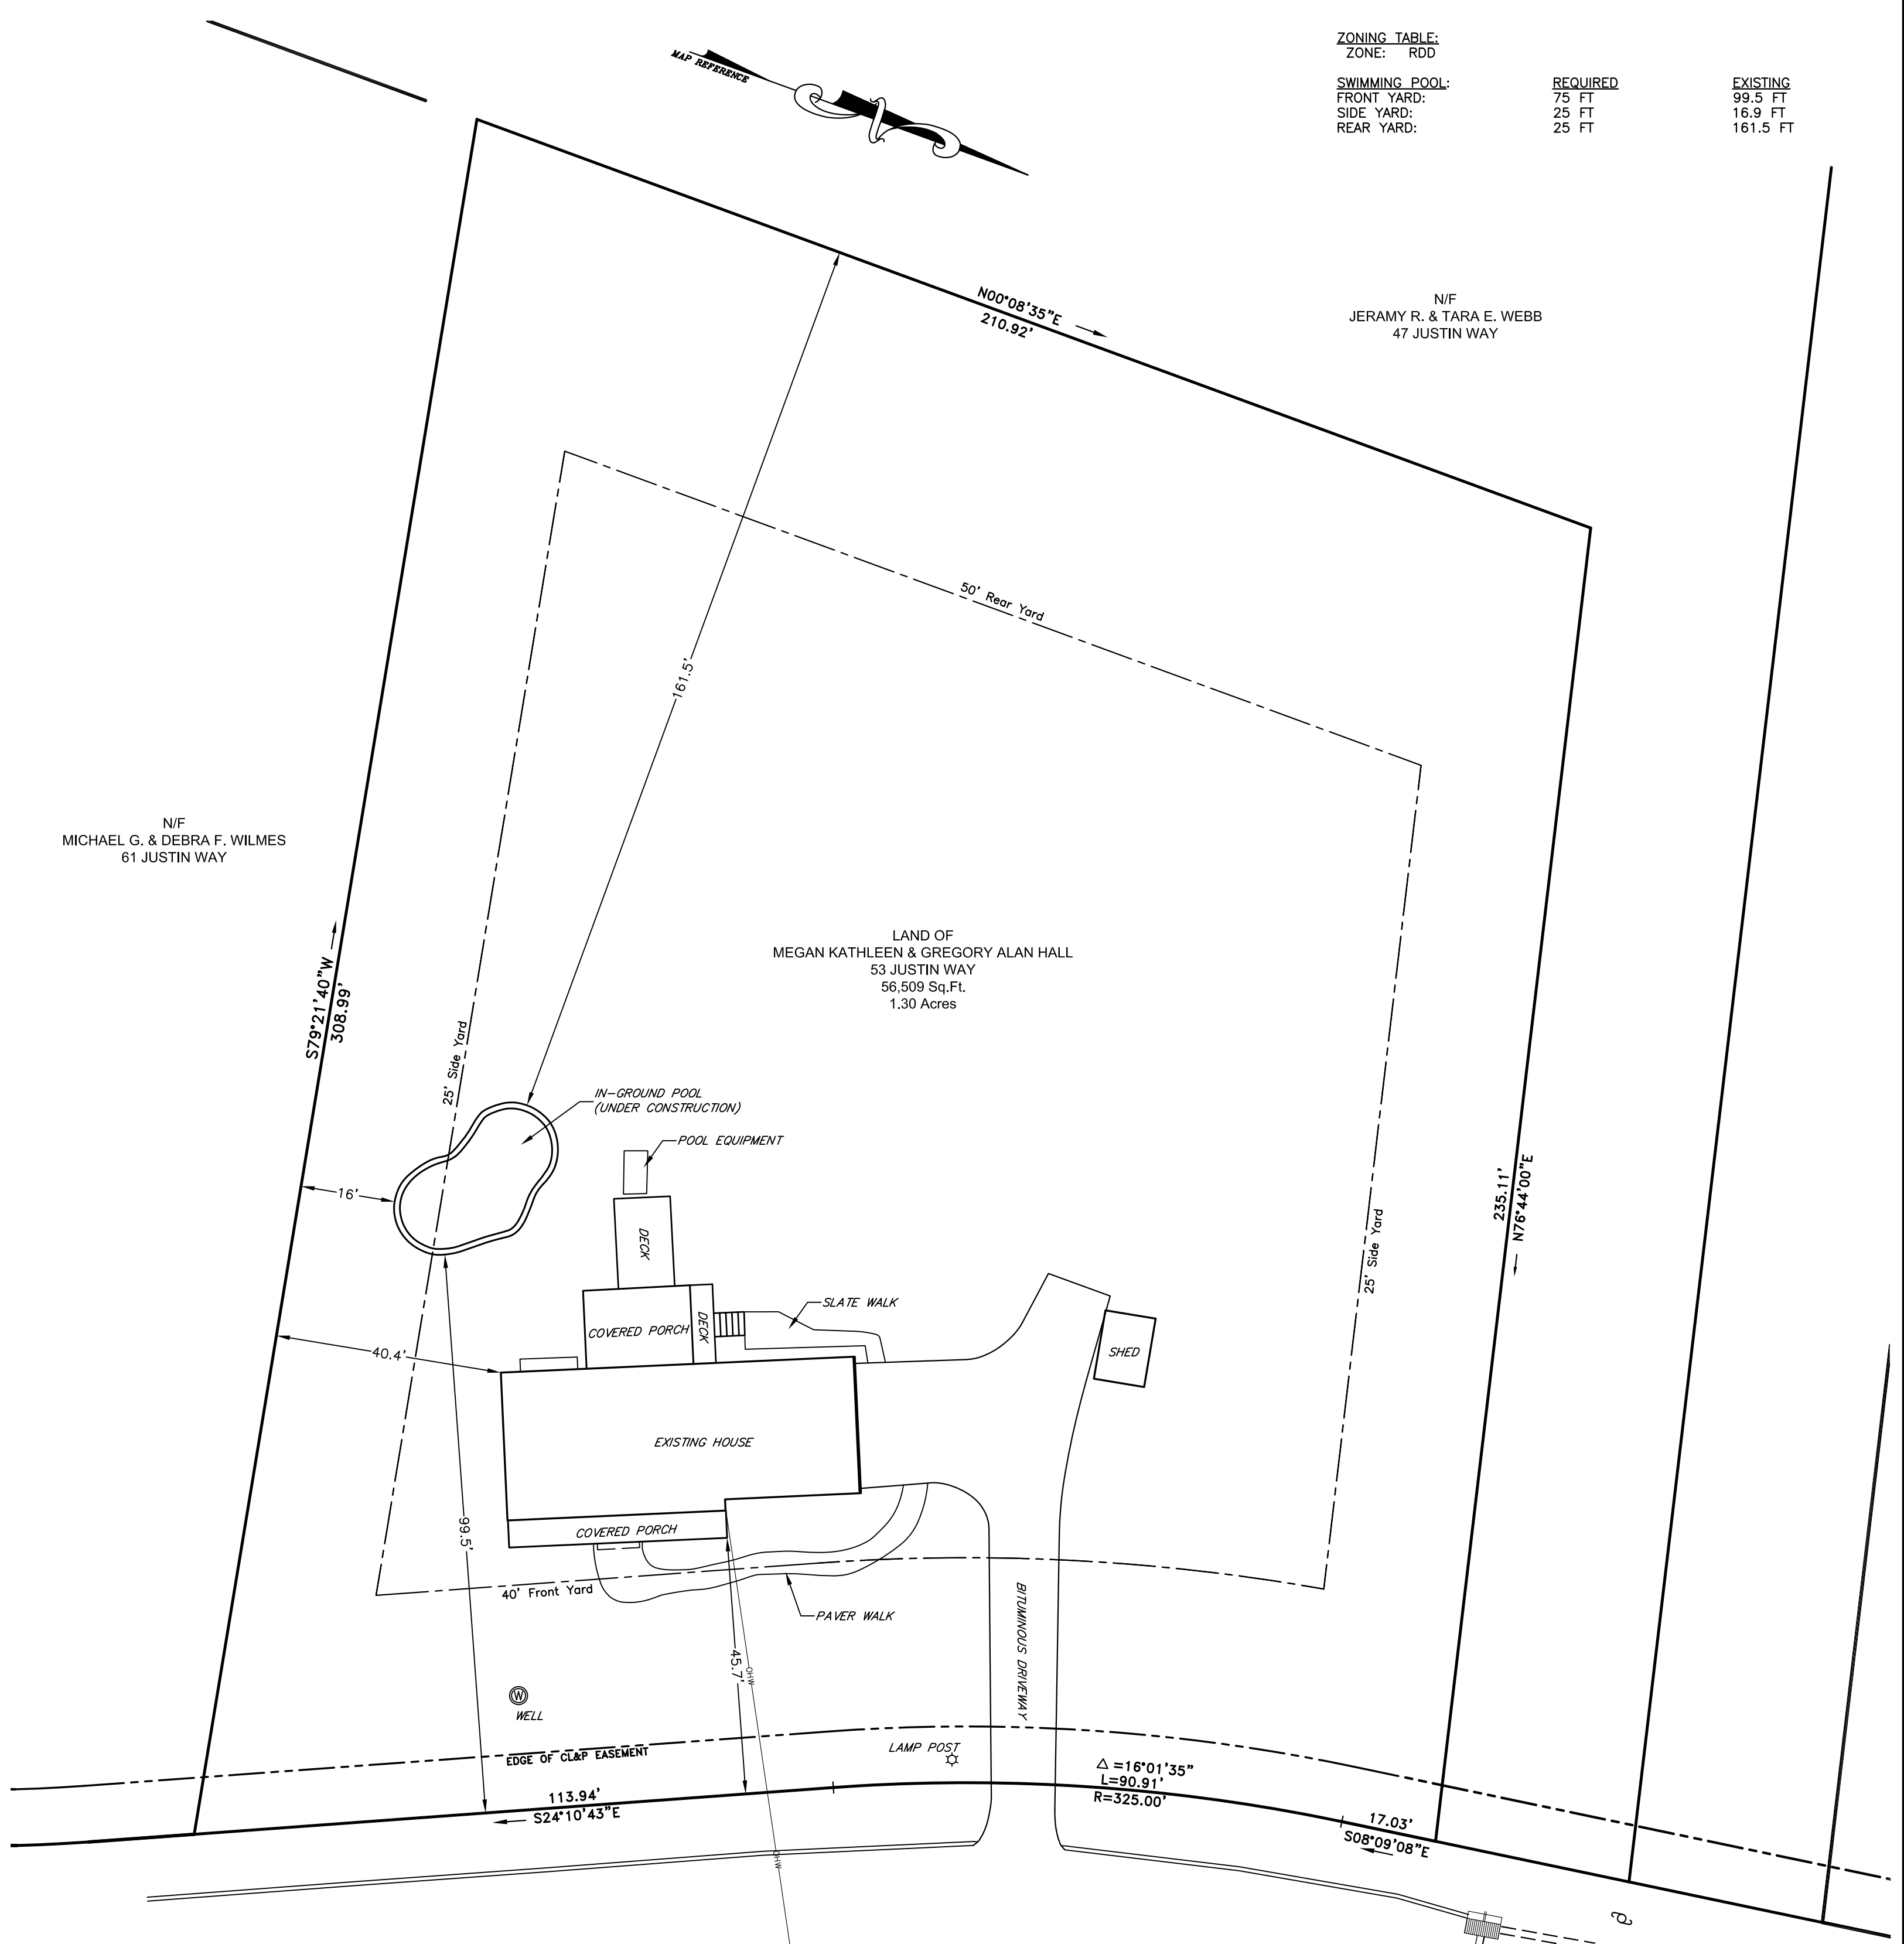 MAP REFERENCE
ZONING TABLE:
ZONE: RDD
SWIMMING POOL: REQUIRED EXISTING
FRONT YARD: 75 FT 99.5 FT
SIDE YARD: 25 FT 16.9 FT
REAR YARD: 25 FT 161.5 FT
N00°08'35"E
210.92'
N/F
JERAMY R. & TARA E. WEBB
47 JUSTIN WAY
50' Rear Yard
161.5'
N/F
MICHAEL G. & DEBRA F. WILMES
61 JUSTIN WAY
LAND OF
MEGAN KATHLEEN & GREGORY ALAN HALL
53 JUSTIN WAY
56,509 Sq.Ft.
1.30 Acres
S79°21'40"W
308.99'
25' Side Yard
IN-GROUND POOL
(UNDER CONSTRUCTION)
POOL EQUIPMENT
16'
DECK
235.11'
N76°44'00"E
25' Side Yard
SLATE WALK
COVERED PORCH
DECK
SHED
40.4'
EXISTING HOUSE
99.5'
COVERED PORCH
40' Front Yard
PAVER WALK
BITUMINOUS DRIVEWAY
45.7'
OHW
W
WELL
EDGE OF CL&P EASEMENT
LAMP POST
Δ =16°01'35"
L=90.91'
R=325.00'
113.94'
S24°10'43"E
17.03'
S08°09'08"E
OHW